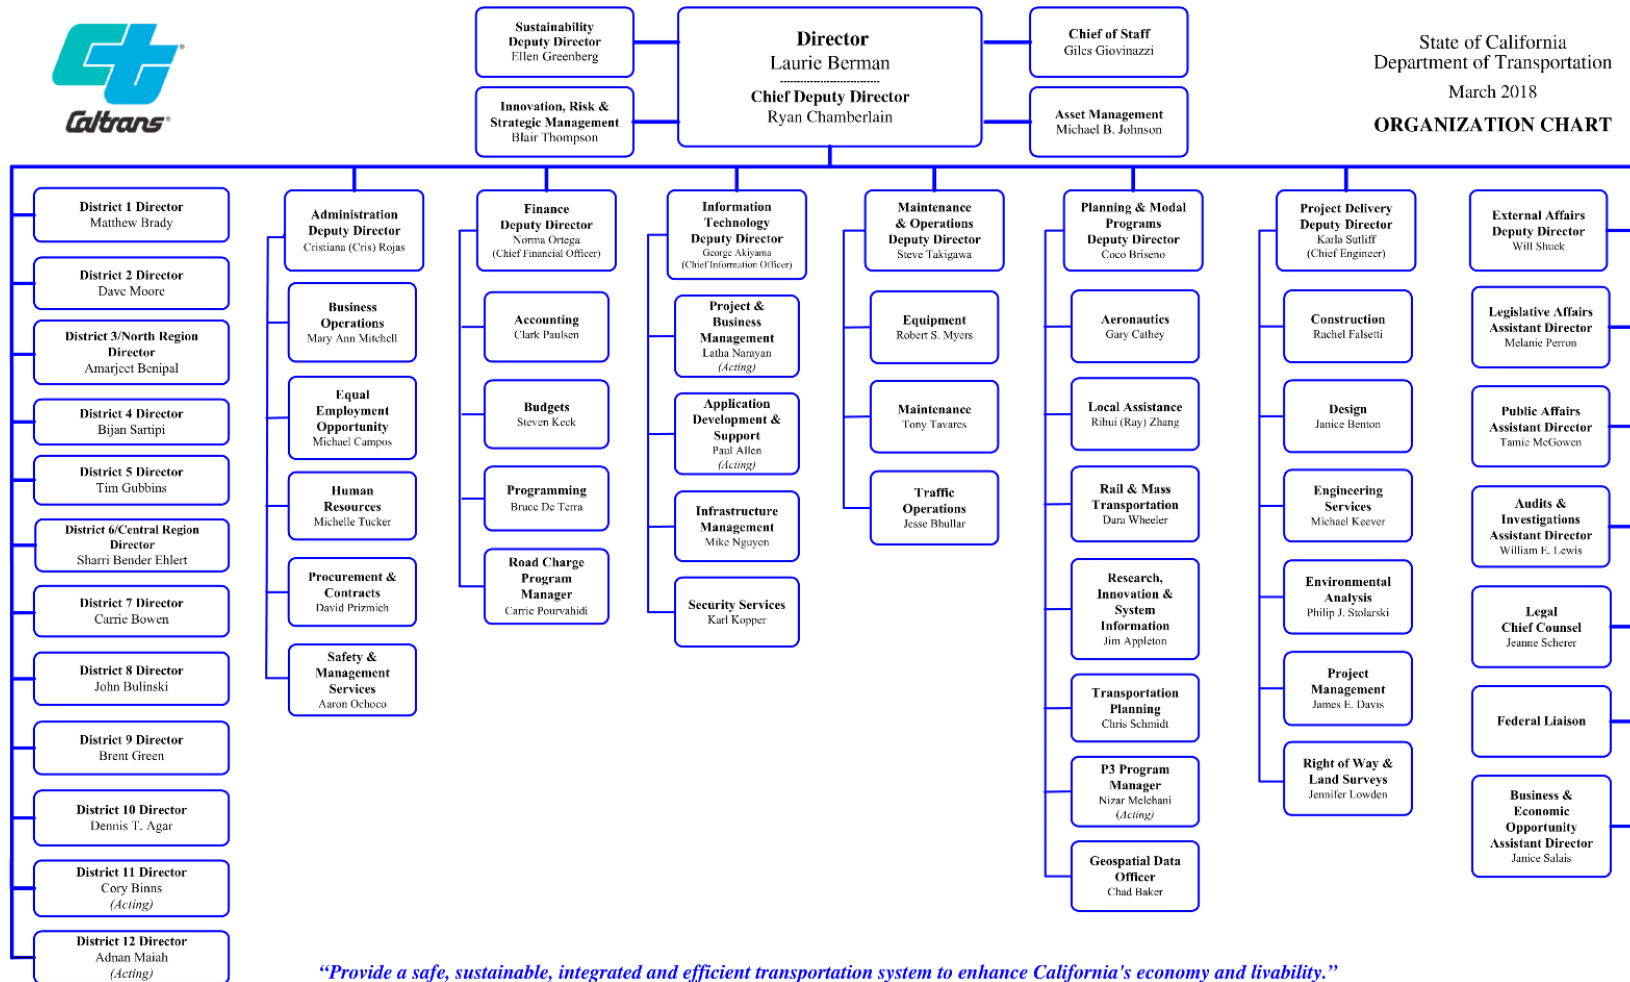 Caltrans
Sustainability
Deputy Director
Ellen Greenberg
Innovation, Risk &
Strategic Management
Blair Thompson
Director
Laurie Berman
Chief Deputy Director
Ryan Chamberlain
Chief of Staff
Giles Giovinazzi
Asset Management
Michael B. Johnson
State of California
Department of Transportation
March 2018
ORGANIZATION CHART
District 1 Director
Matthew Brady
District 2 Director
Dave Moore
District 3/North Region
Director
Amarjeet Benipal
District 4 Director
Bijan Sartipi
District 5 Director
Tim Gubbins
District 6/Central Region
Director
Sharri Bender Ehlert
District 7 Director
Carrie Bowen
District 8 Director
John Bulinski
District 9 Director
Brent Green
District 10 Director
Dennis T. Agar
District 11 Director
Cory Binns
(Acting)
District 12 Director
Adnan Maiah
(Acting)
Administration
Deputy Director
Cristiana (Cris) Rojas
Business
Operations
Mary Ann Mitchell
Equal
Employment
Opportunity
Michael Campos
Human
Resources
Michelle Tucker
Procurement &
Contracts
David Prizmich
Safety &
Management
Services
Aaron Ochoco
Finance
Deputy Director
Norma Ortega
(Chief Financial Officer)
Accounting
Clark Paulsen
Budgets
Steven Keck
Programming
Bruce De Terra
Road Charge
Program
Manager
Carrie Pourvahidi
Information
Technology
Deputy Director
George Akiyama
(Chief Information Officer)
Project &
Business
Management
Latha Narayan
(Acting)
Application
Development &
Support
Paul Allen
(Acting)
Infrastructure
Management
Mike Nguyen
Security Services
Karl Kopper
Maintenance
& Operations
Deputy Director
Steve Takigawa
Equipment
Robert S. Myers
Maintenance
Tony Tavares
Traffic
Operations
Jesse Bhullar
Planning & Modal
Programs
Deputy Director
Coco Briseno
Aeronautics
Gary Cathey
Local Assistance
Rihui (Ray) Zhang
Rail & Mass
Transportation
Dara Wheeler
Research,
Innovation &
System
Information
Jim Appleton
Transportation
Planning
Chris Schmidt
P3 Program
Manager
Nizar Melehani
(Acting)
Geospatial Data
Officer
Chad Baker
Project Delivery
Deputy Director
Karla Sutliff
(Chief Engineer)
Construction
Rachel Falsetti
Design
Janice Benton
Engineering
Services
Michael Keever
Environmental
Analysis
Philip J. Stolarski
Project
Management
James E. Davis
Right of Way &
Land Surveys
Jennifer Lowden
External Affairs
Deputy Director
Will Shuck
Legislative Affairs
Assistant Director
Melanie Perron
Public Affairs
Assistant Director
Tamie McGowen
Audits &
Investigations
Assistant Director
William E. Lewis
Legal
Chief Counsel
Jeanne Scherer
Federal Liaison
Business &
Economic
Opportunity
Assistant Director
Janice Salais
“Provide a safe, sustainable, integrated and efficient transportation system to enhance California's economy and livability.”